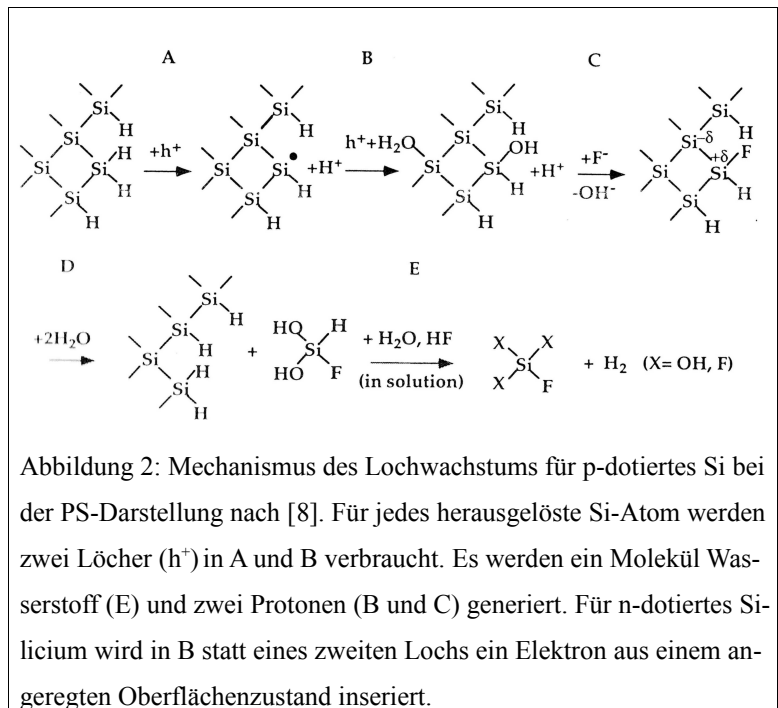 A B C
Si Si Si Si
H H H H
Si H Si • h⁺+H₂O Si OH Si–δ F
+h⁺ +F⁻ +δ
Si Si Si Si +H⁺ Si Si +H⁺ -OH⁻ Si Si
H H H
Si Si Si Si
H H H H
D E
Si
+2H₂O Si H HO H + H₂O, HF X X
Si H + Si Si + H₂ (X= OH, F)
Si H HO F (in solution) X F
H
Abbildung 2: Mechanismus des Lochwachstums für p-dotiertes Si bei
der PS-Darstellung nach [8]. Für jedes herausgelöste Si-Atom werden
zwei Löcher (h⁺) in A und B verbraucht. Es werden ein Molekül Was-
serstoff (E) und zwei Protonen (B und C) generiert. Für n-dotiertes Si-
licium wird in B statt eines zweiten Lochs ein Elektron aus einem an-
geregten Oberflächenzustand inseriert.